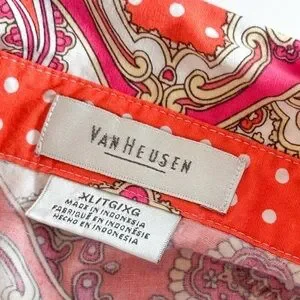 VAN HEUSEN
XL/TG/XG
MADE IN INDONESIA
FABRIQUÉ EN INDONÉSIE
HECHO EN INDONESIA